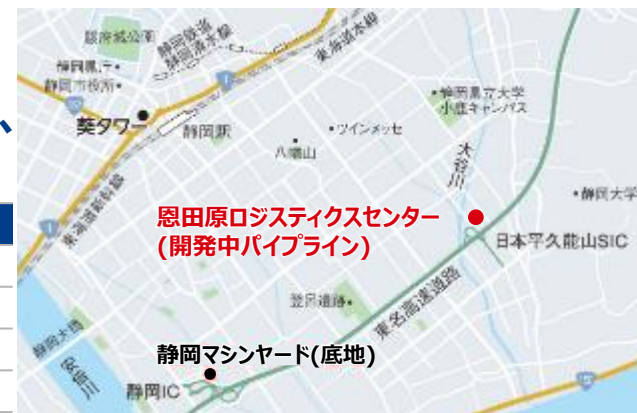 駿府城公園
静岡鉄道
静岡清水線
東海道本線
静岡県庁
静岡市役所
1
葵タワー
静岡駅
八幡山
ツインメッセ
静岡県立大学
小鹿キャンパス
大谷川
静岡大学
恩田原ロジスティクスセンター
(開発中パイプライン)
日本平久能山SIC
東海道新幹線
1
登呂遺跡
東名高速道路
静岡大橋
安倍川
静岡マシンヤード(底地)
静岡IC
150